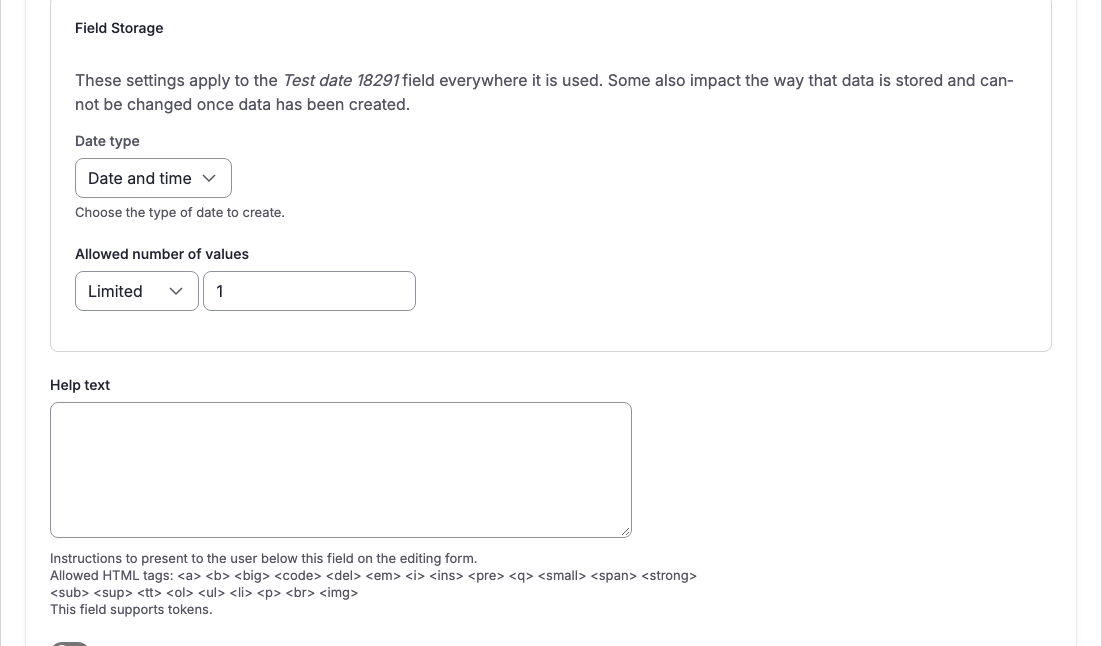 Field Storage
These settings apply to the Test date 18291 field everywhere it is used. Some also impact the way that data is stored and can-
not be changed once data has been created.
Date type
Date and time
Choose the type of date to create.
Allowed number of values
Limited 1
Help text
Instructions to present to the user below this field on the editing form.
Allowed HTML tags: <a> <b> <big> <code> <del> <em> <i> <ins> <pre> <q> <small> <span> <strong>
<sub> <sup> <tt> <ol> <ul> <li> <p> <br> <img>
This field supports tokens.